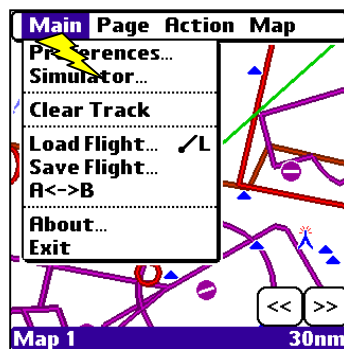 Main Page Action Map
Preferences...
Simulator...
Clear Track
Load Flight... ⁄L
Save Flight...
A<->B
About...
Exit
<< >>
Map 1 30nm